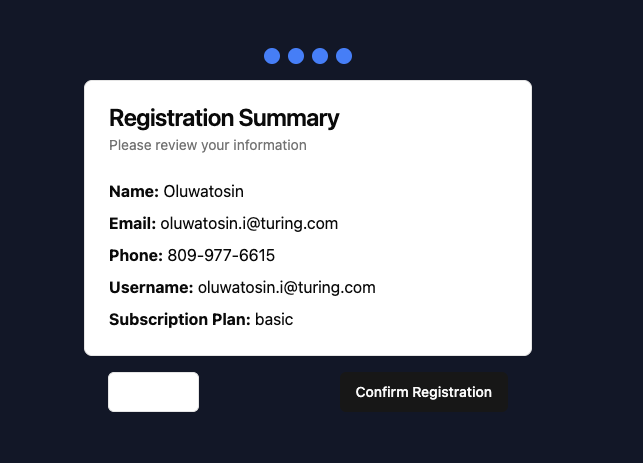 Registration Summary
Please review your information
Name: Oluwatosin
Email: oluwatosin.i@turing.com
Phone: 809-977-6615
Username: oluwatosin.i@turing.com
Subscription Plan: basic
Confirm Registration